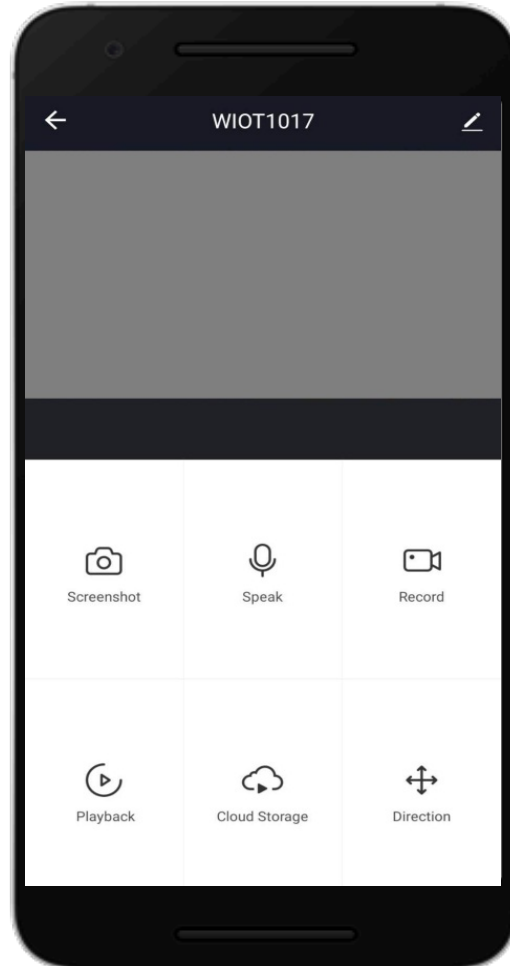 WIOT1017
Screenshot
Speak
Record
Playback
Cloud Storage
Direction